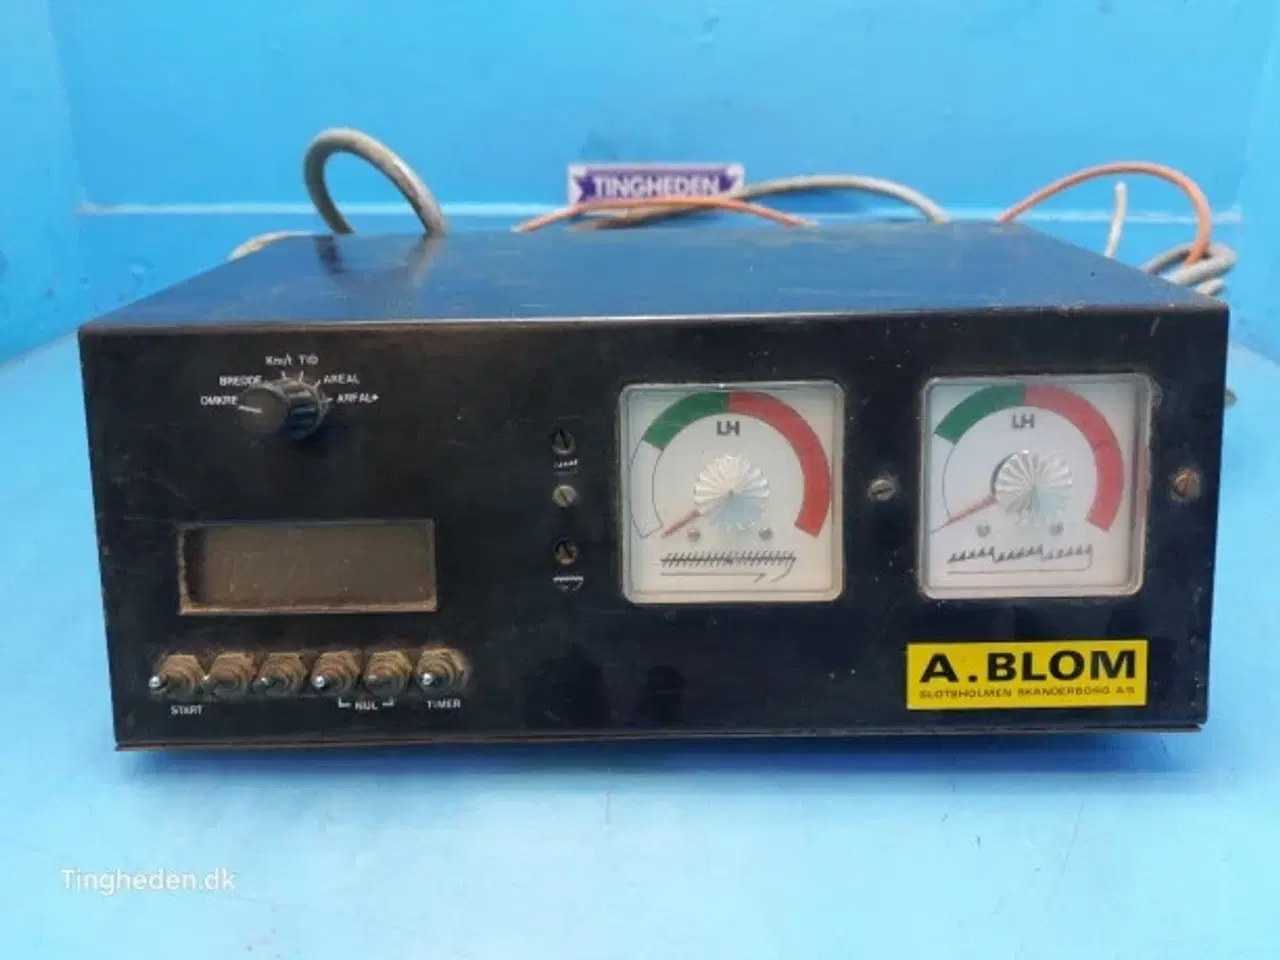 TINGHEDEN
Km/t TID
BREDDE AREAL
OMKRE AREAL+
LH
LH
START
NUL
TIMER
A.BLOM
SLOTSHOLMEN SKANDERBORG A/S
Tingheden.dk